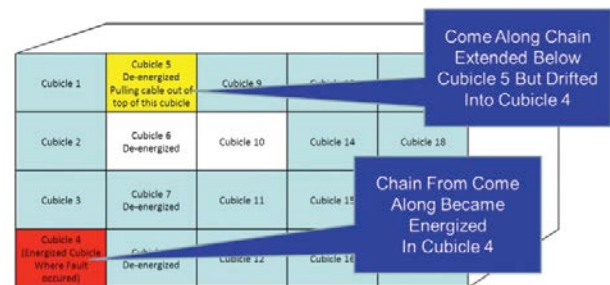 Come Along Chain
Extended Below
Cubicle 5 But Drifted
Into Cubicle 4
Cubicle 1
Cubicle 5
De-energized
Pulling cable out of
top of this cubicle
Cubicle 9
Cubicle 2
Cubicle 6
De-energized
Cubicle 10
Cubicle 14
Cubicle 18
Cubicle 3
Cubicle 7
De-energized
Cubicle 11
Cubicle 15
Chain From Come
Along Became
Energized
In Cubicle 4
Cubicle 4
(Energized Cubicle
Where Fault
occured)
De-energized
Cubicle 12
Cubicle 16